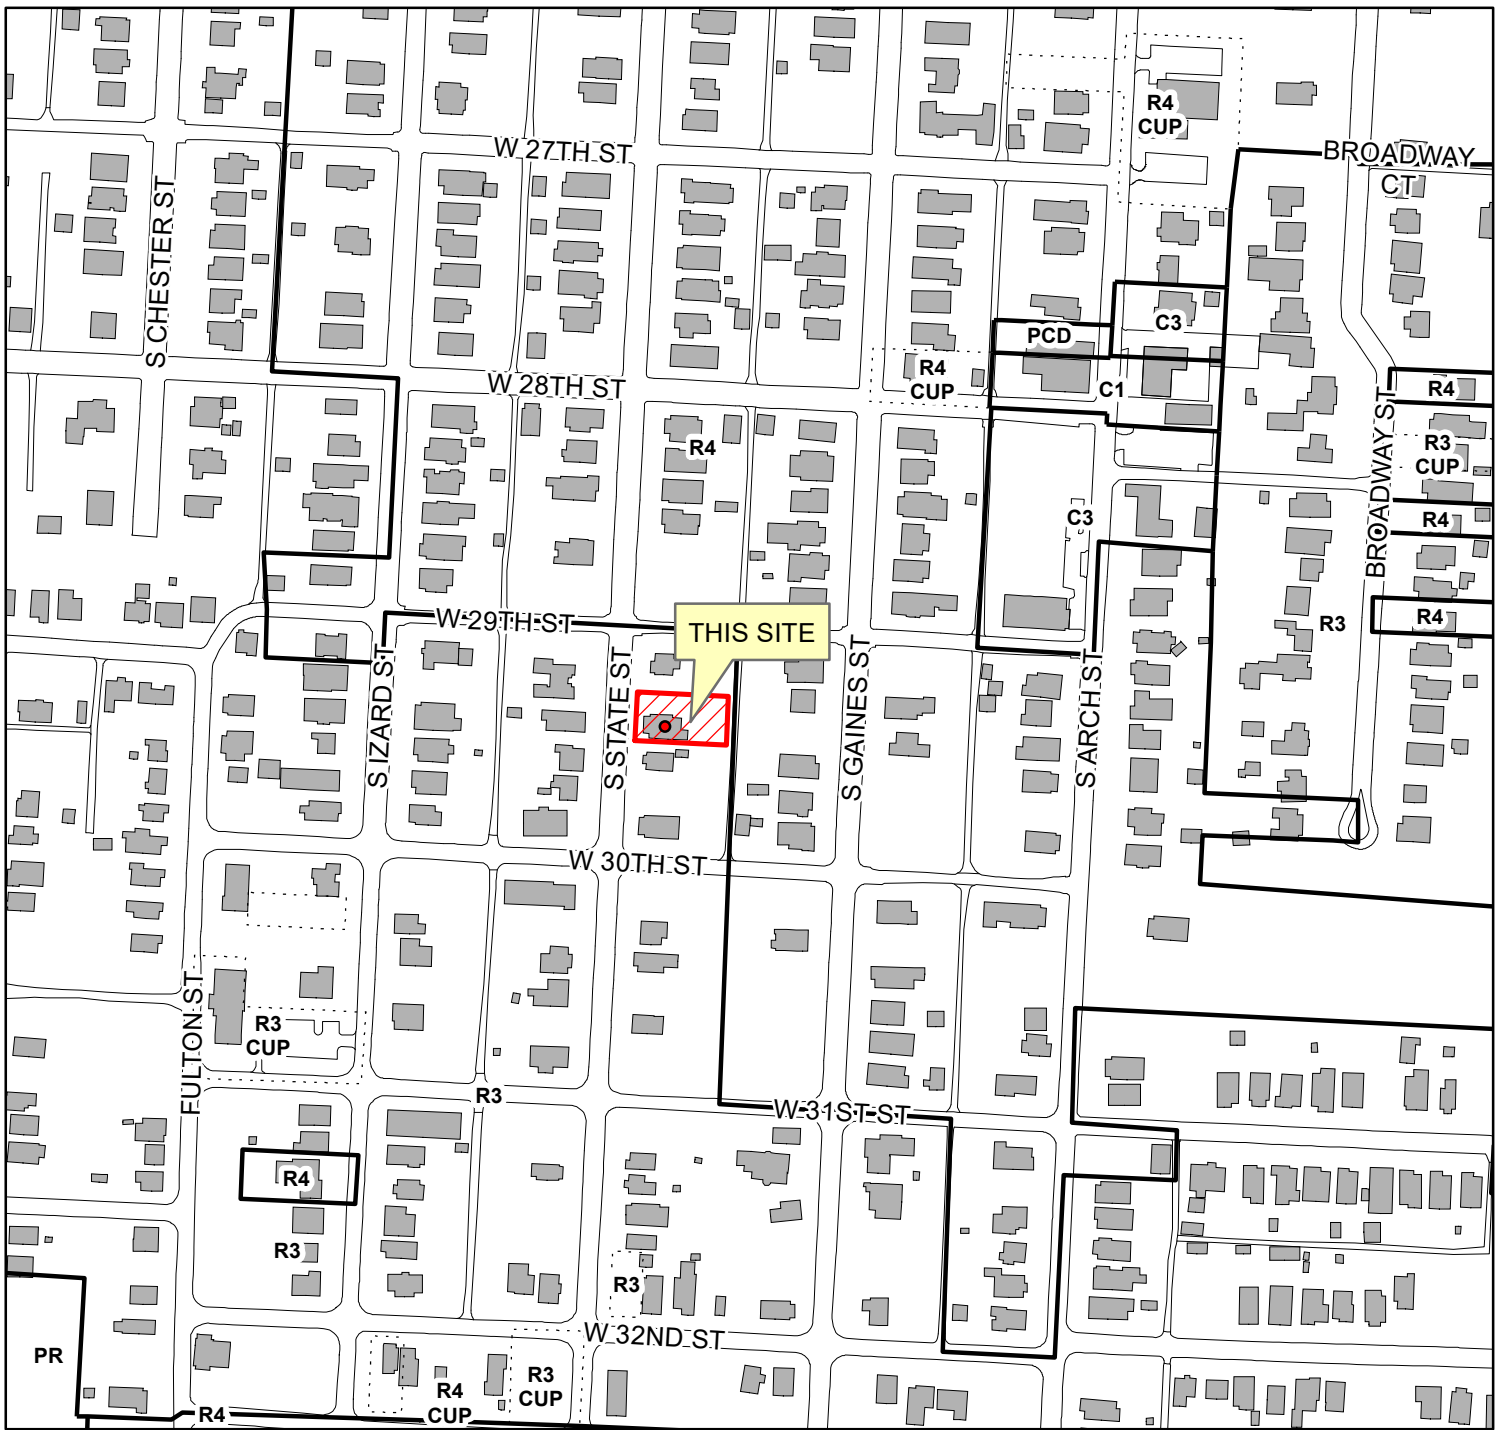 R4
CUP
W 27TH ST
BROADWAY
CT
S CHESTER ST
C3
PCD
R4
CUP
W 28TH ST
C1
R4
R4
R3
CUP
BROADWAY ST
C3
R4
R4
R3
W 29TH ST
THIS SITE
S IZARD ST
S STATE ST
S GAINES ST
S ARCH ST
W 30TH ST
FULTON ST
R3
CUP
R3
W 31ST ST
R4
R3
R3
W 32ND ST
PR
R4
CUP
R3
CUP
R4